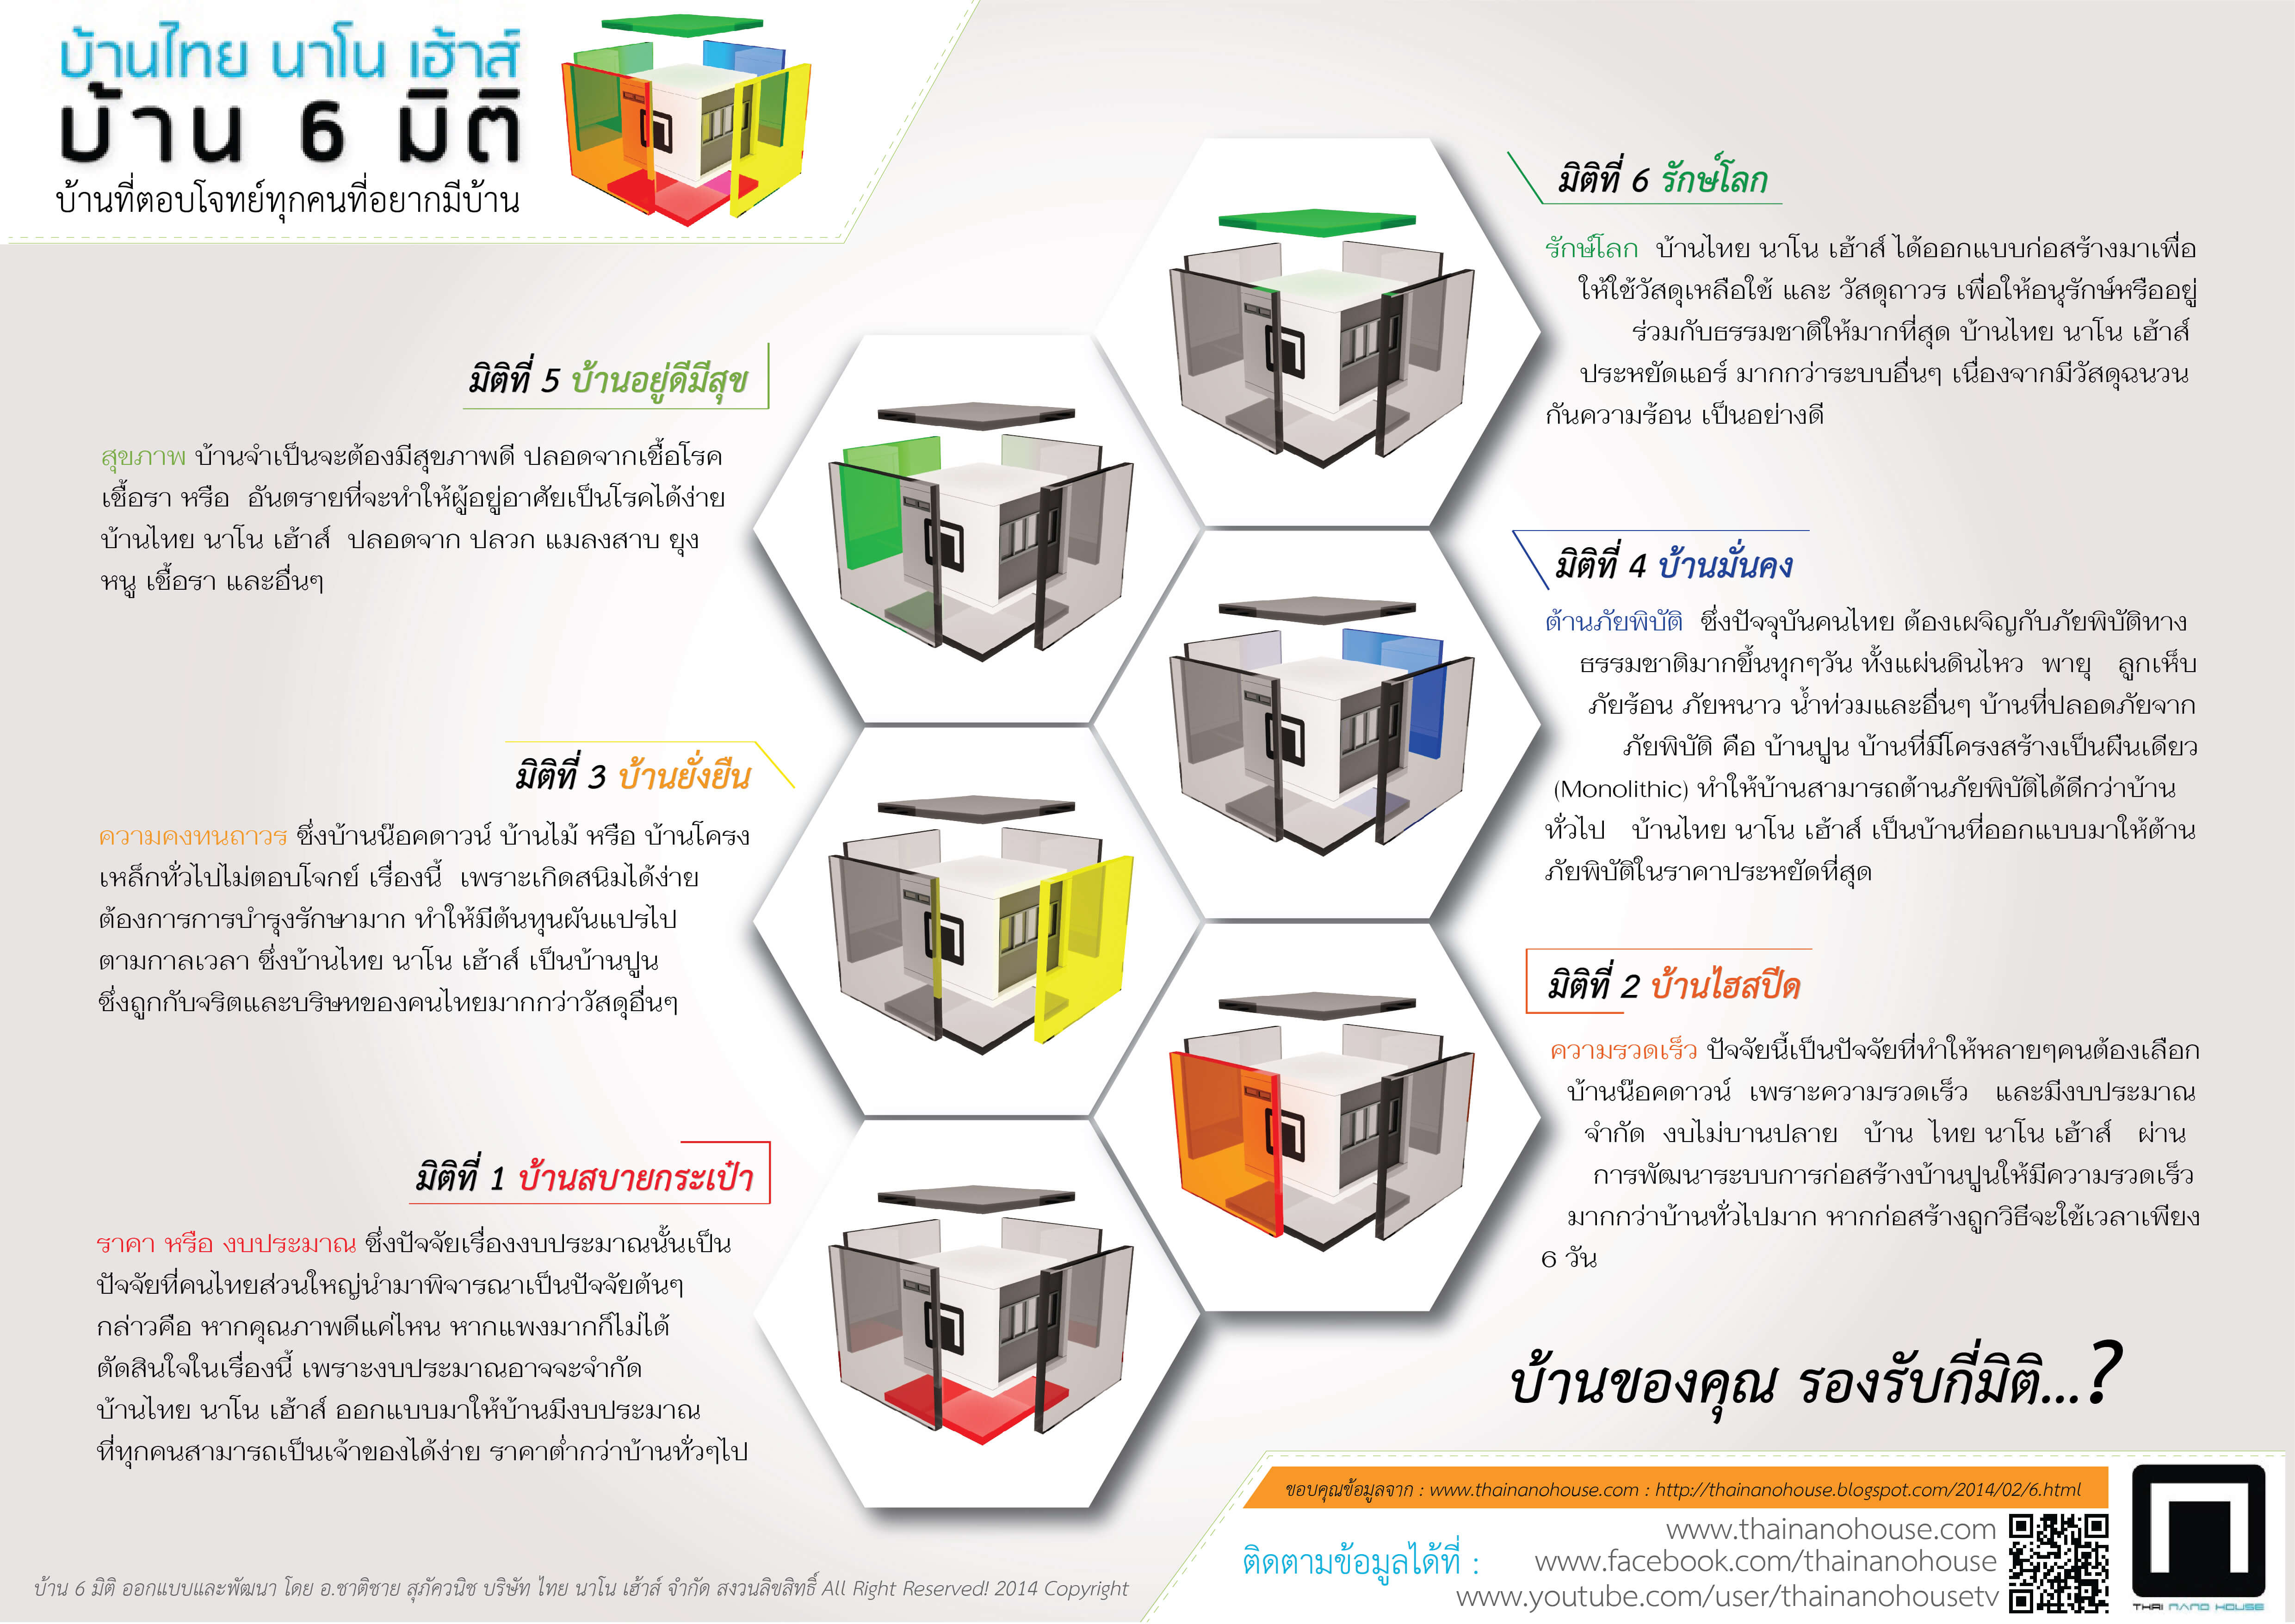 บ้านไทย นาโน เฮ้าส์
บ้าน 6 มิติ
บ้านที่ตอบโจทย์ทุกคนที่อยากมีบ้าน
มิติที่ 6 รักษ์โลก
รักษ์โลก บ้านไทย นาโน เฮ้าส์ ได้ออกแบบก่อสร้างมาเพื่อ
ให้ใช้วัสดุเหลือใช้ และ วัสดุถาวร เพื่อให้อนุรักษ์หรืออยู่
ร่วมกับธรรมชาติให้มากที่สุด บ้านไทย นาโน เฮ้าส์
ประหยัดแอร์ มากกว่าระบบอื่นๆ เนื่องจากมีวัสดุฉนวน
กันความร้อน เป็นอย่างดี
มิติที่ 5 บ้านอยู่ดีมีสุข
สุขภาพ บ้านจำเป็นจะต้องมีสุขภาพดี ปลอดจากเชื้อโรค
เชื้อรา หรือ อันตรายที่จะทำให้ผู้อยู่อาศัยเป็นโรคได้ง่าย
บ้านไทย นาโน เฮ้าส์ ปลอดจาก ปลวก แมลงสาบ ยุง
หนู เชื้อรา และอื่นๆ
มิติที่ 4 บ้านมั่นคง
ต้านภัยพิบัติ ซึ่งปัจจุบันคนไทย ต้องเผจิญกับภัยพิบัติทาง
ธรรมชาติมากขึ้นทุกๆวัน ทั้งแผ่นดินไหว พายุ ลูกเห็บ
ภัยร้อน ภัยหนาว น้ำท่วมและอื่นๆ บ้านที่ปลอดภัยจาก
ภัยพิบัติ คือ บ้านปูน บ้านที่มีโครงสร้างเป็นผืนเดียว
(Monolithic) ทำให้บ้านสามารถต้านภัยพิบัติได้ดีกว่าบ้าน
ทั่วไป บ้านไทย นาโน เฮ้าส์ เป็นบ้านที่ออกแบบมาให้ต้าน
ภัยพิบัติในราคาประหยัดที่สุด
มิติที่ 3 บ้านยั่งยืน
ความคงทนถาวร ซึ่งบ้านน๊อคดาวน์ บ้านไม้ หรือ บ้านโครง
เหล็กทั่วไปไม่ตอบโจกย์ เรื่องนี้ เพราะเกิดสนิมได้ง่าย
ต้องการการบำรุงรักษามาก ทำให้มีต้นทุนผันแปรไป
ตามกาลเวลา ซึ่งบ้านไทย นาโน เฮ้าส์ เป็นบ้านปูน
ซึ่งถูกกับจริตและบริษทของคนไทยมากกว่าวัสดุอื่นๆ
มิติที่ 2 บ้านไฮสปีด
ความรวดเร็ว ปัจจัยนี้เป็นปัจจัยที่ทำให้หลายๆคนต้องเลือก
บ้านน๊อคดาวน์ เพราะความรวดเร็ว และมีงบประมาณ
จำกัด งบไม่บานปลาย บ้าน ไทย นาโน เฮ้าส์ ผ่าน
การพัฒนาระบบการก่อสร้างบ้านปูนให้มีความรวดเร็ว
มากกว่าบ้านทั่วไปมาก หากก่อสร้างถูกวิธีจะใช้เวลาเพียง
6 วัน
มิติที่ 1 บ้านสบายกระเป๋า
ราคา หรือ งบประมาณ ซึ่งปัจจัยเรื่องงบประมาณนั้นเป็น
ปัจจัยที่คนไทยส่วนใหญ่นำมาพิจารณาเป็นปัจจัยต้นๆ
กล่าวคือ หากคุณภาพดีแค่ไหน หากแพงมากก็ไม่ได้
ตัดสินใจในเรื่องนี้ เพราะงบประมาณอาจจะจำกัด
บ้านไทย นาโน เฮ้าส์ ออกแบบมาให้บ้านมีงบประมาณ
ที่ทุกคนสามารถเป็นเจ้าของได้ง่าย ราคาต่ำกว่าบ้านทั่วๆไป
บ้านของคุณ รองรับกี่มิติ...?
ขอบคุณข้อมูลจาก : www.thainanohouse.com : http://thainanohouse.blogspot.com/2014/02/6.html
ติดตามข้อมูลได้ที่ :
www.thainanohouse.com
www.facebook.com/thainanohouse
www.youtube.com/user/thainanohousetv
THAI NANO HOUSE
บ้าน 6 มิติ ออกแบบและพัฒนา โดย อ.ชาติชาย สุภัควนิช บริษัท ไทย นาโน เฮ้าส์ จำกัด สงวนลิขสิทธิ์ All Right Reserved! 2014 Copyright